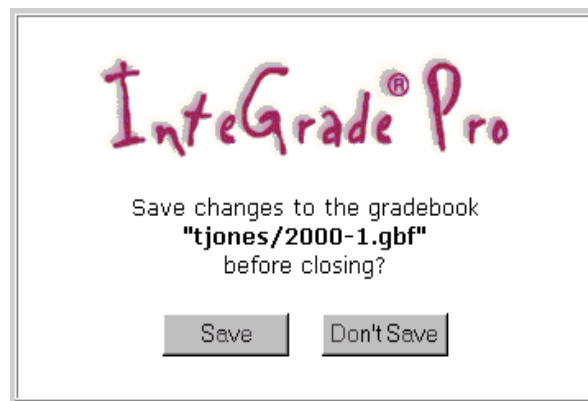 InteGrade® Pro
Save changes to the gradebook
"tjones/2000-1.gbf"
before closing?
Save
Don't Save